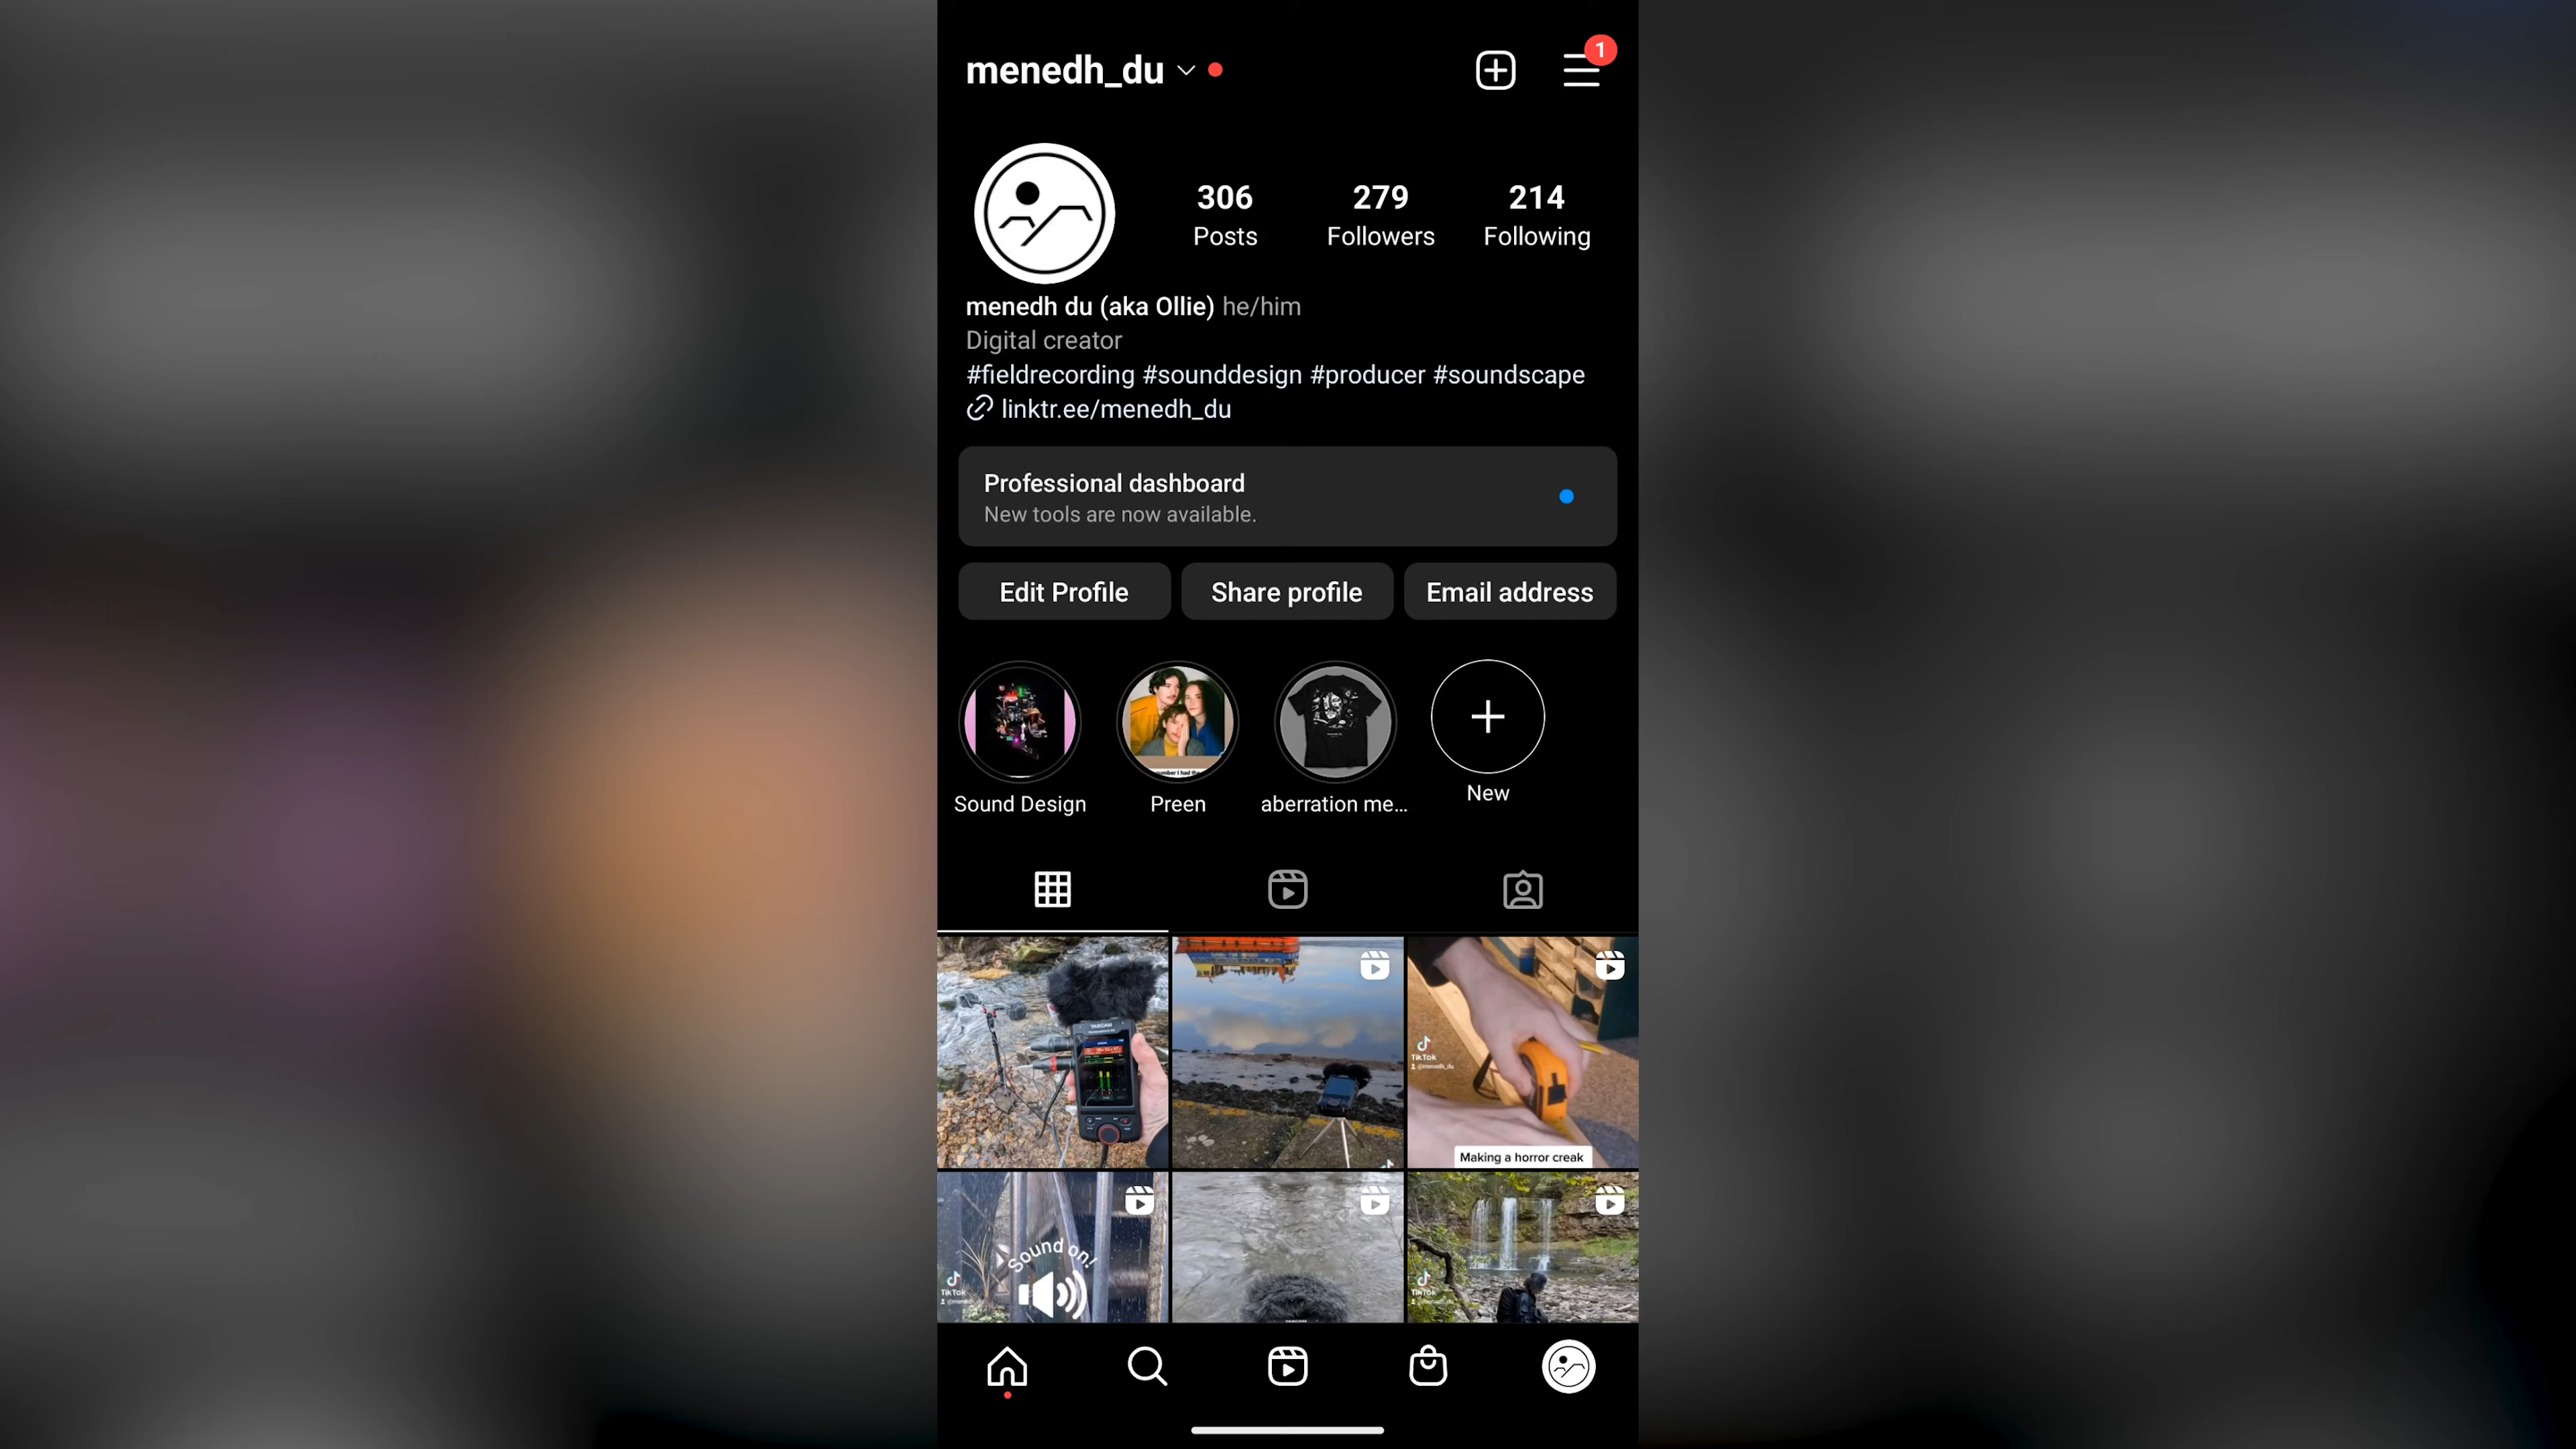 menedh_du
1
306
Posts
279
Followers
214
Following
menedh du (aka Ollie) he/him
Digital creator
#fieldrecording #sounddesign #producer #soundscape
linktr.ee/menedh_du
Professional dashboard
New tools are now available.
Edit Profile
Share profile
Email address
Sound Design
Preen
aberration me...
New
TASCAM
TikTok
@menedh_du
Making a horror creak
Sound on!
TikTok
TikTok